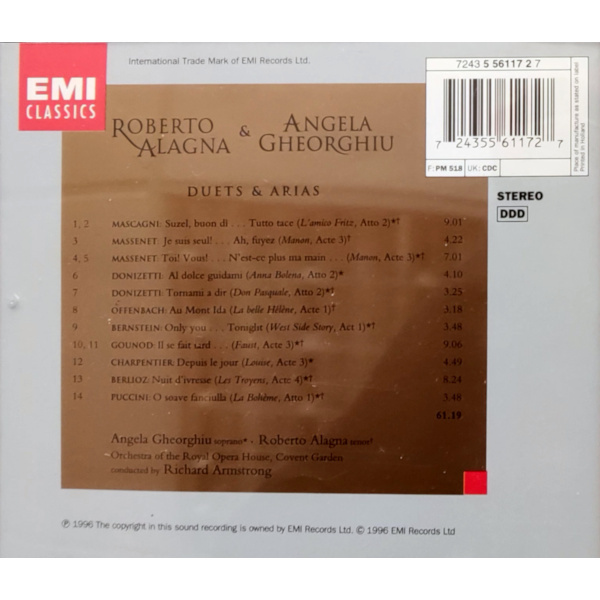 EMI
CLASSICS
International Trade Mark of EMI Records Ltd.
7243 5 56117 2 7
7 24355 61172 7
Place of manufacture as stated on label
Printed in Holland
F: PM 518 UK: CDC
ROBERTO ALAGNA & ANGELA GHEORGHIU
DUETS & ARIAS
STEREO
DDD
1, 2 MASCAGNI: Suzel, buon dì . . . Tutto tace (L'amico Fritz, Atto 2)*† 9.01
3 MASSENET: Je suis seul! . . . Ah, fuyez (Manon, Acte 3)† 4.22
4, 5 MASSENET: Toi! Vous! . . . N'est-ce plus ma main . . . (Manon, Acte 3)*† 7.01
6 DONIZETTI: Al dolce guidami (Anna Bolena, Atto 2)* 4.10
7 DONIZETTI: Tornami a dir (Don Pasquale, Atto 2)*† 3.25
8 OFFENBACH: Au Mont Ida (La belle Hélène, Acte 1)† 3.18
9 BERNSTEIN: Only you . . . Tonight (West Side Story, Act 1)*† 3.48
10, 11 GOUNOD: Il se fait tard . . . (Faust, Acte 3)*† 9.06
12 CHARPENTIER: Depuis le jour (Louise, Acte 3)* 4.49
13 BERLIOZ: Nuit d'ivresse (Les Troyens, Acte 4)*† 8.24
14 PUCCINI: O soave fanciulla (La Bohème, Atto 1)*† 3.48
61.19
Angela Gheorghiu soprano* · Roberto Alagna tenor†
Orchestra of the Royal Opera House, Covent Garden
conducted by Richard Armstrong
℗ 1996 The copyright in this sound recording is owned by EMI Records Ltd. © 1996 EMI Records Ltd